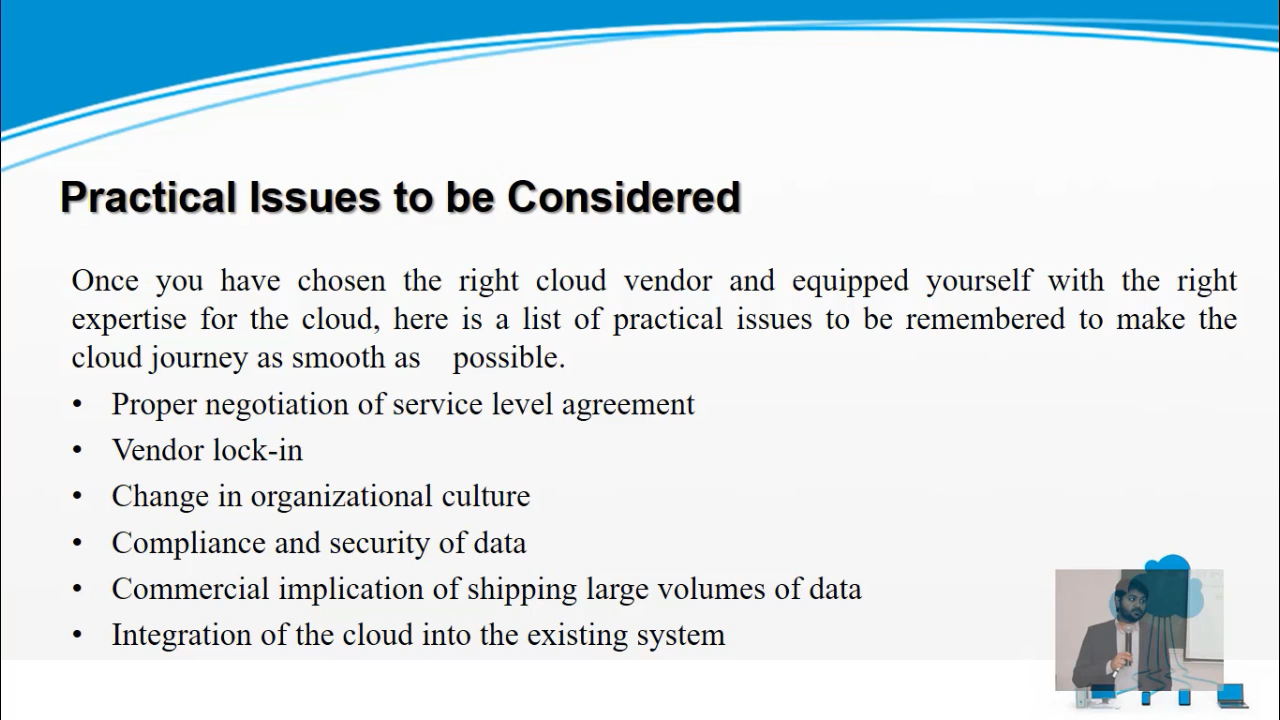 Practical Issues to be Considered
Once you have chosen the right cloud vendor and equipped yourself with the right
expertise for the cloud, here is a list of practical issues to be remembered to make the
cloud journey as smooth as possible.
• Proper negotiation of service level agreement
• Vendor lock-in
• Change in organizational culture
• Compliance and security of data
• Commercial implication of shipping large volumes of data
• Integration of the cloud into the existing system